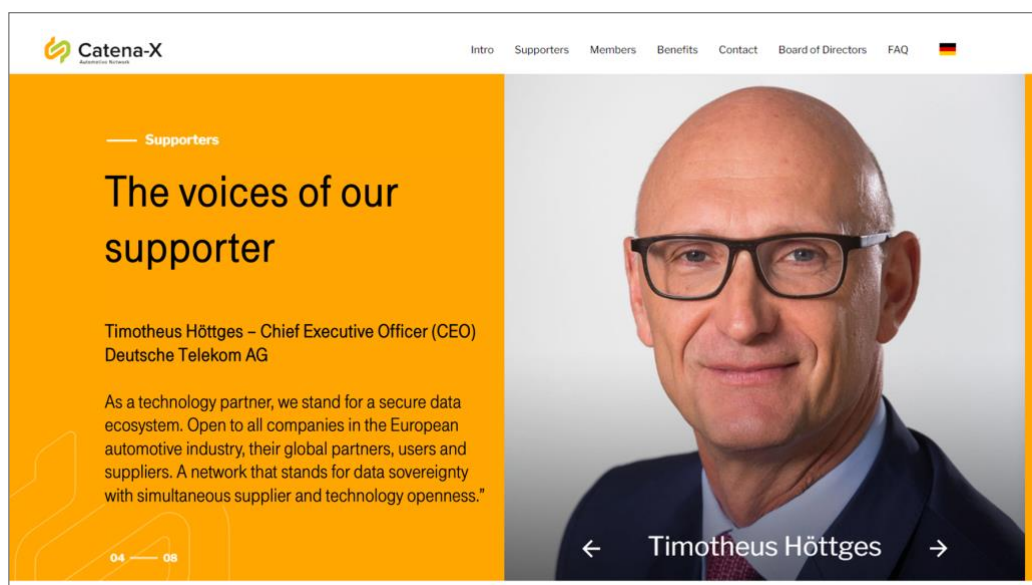 Catena-X
Automotive Network
Intro Supporters Members Benefits Contact Board of Directors FAQ
Supporters
The voices of our
supporter
Timotheus Höttges – Chief Executive Officer (CEO)
Deutsche Telekom AG
As a technology partner, we stand for a secure data
ecosystem. Open to all companies in the European
automotive industry, their global partners, users and
suppliers. A network that stands for data sovereignty
with simultaneous supplier and technology openness.”
04 — 08
← Timotheus Höttges →